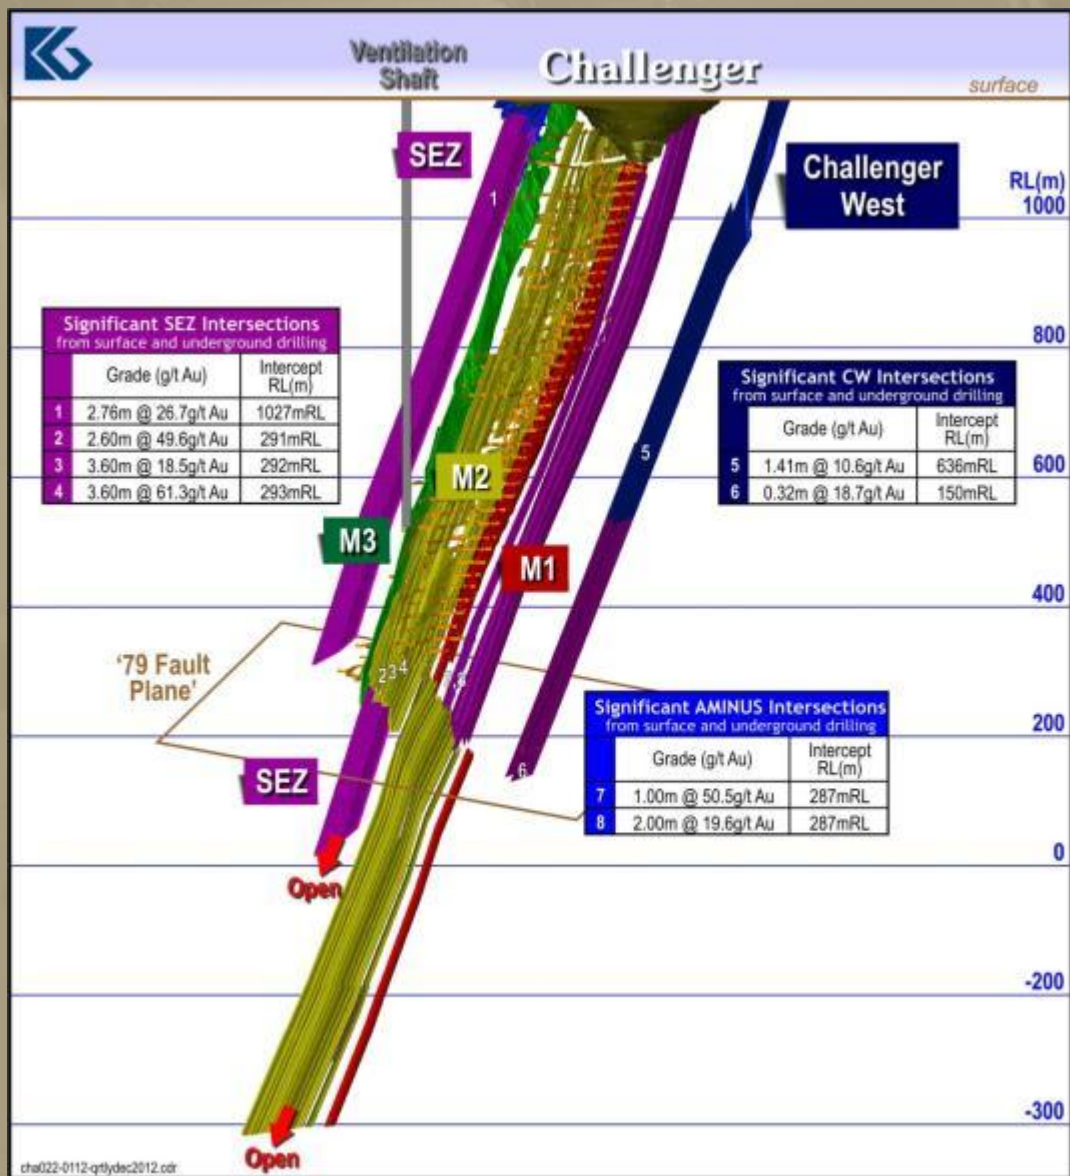 KG
Ventilation
Shaft
Challenger
surface
SEZ
Challenger
West
RL(m)
1000
1
Significant SEZ Intersections
from surface and underground drilling
Grade (g/t Au) Intercept
RL(m)
1 2.76m @ 26.7g/t Au 1027mRL
2 2.60m @ 49.6g/t Au 291mRL
3 3.60m @ 18.5g/t Au 292mRL
4 3.60m @ 61.3g/t Au 293mRL
800
Significant CW Intersections
from surface and underground drilling
Grade (g/t Au) Intercept
RL(m)
5 1.41m @ 10.6g/t Au 636mRL
6 0.32m @ 18.7g/t Au 150mRL
5
600
M2
M3
M1
400
'79 Fault
Plane'
2 3 4
Significant AMINUS Intersections
from surface and underground drilling
Grade (g/t Au) Intercept
RL(m)
7 1.00m @ 50.5g/t Au 287mRL
8 2.00m @ 19.6g/t Au 287mRL
200
SEZ
6
0
Open
-200
-300
Open
cha022-0112-qrtlydec2012.cdr